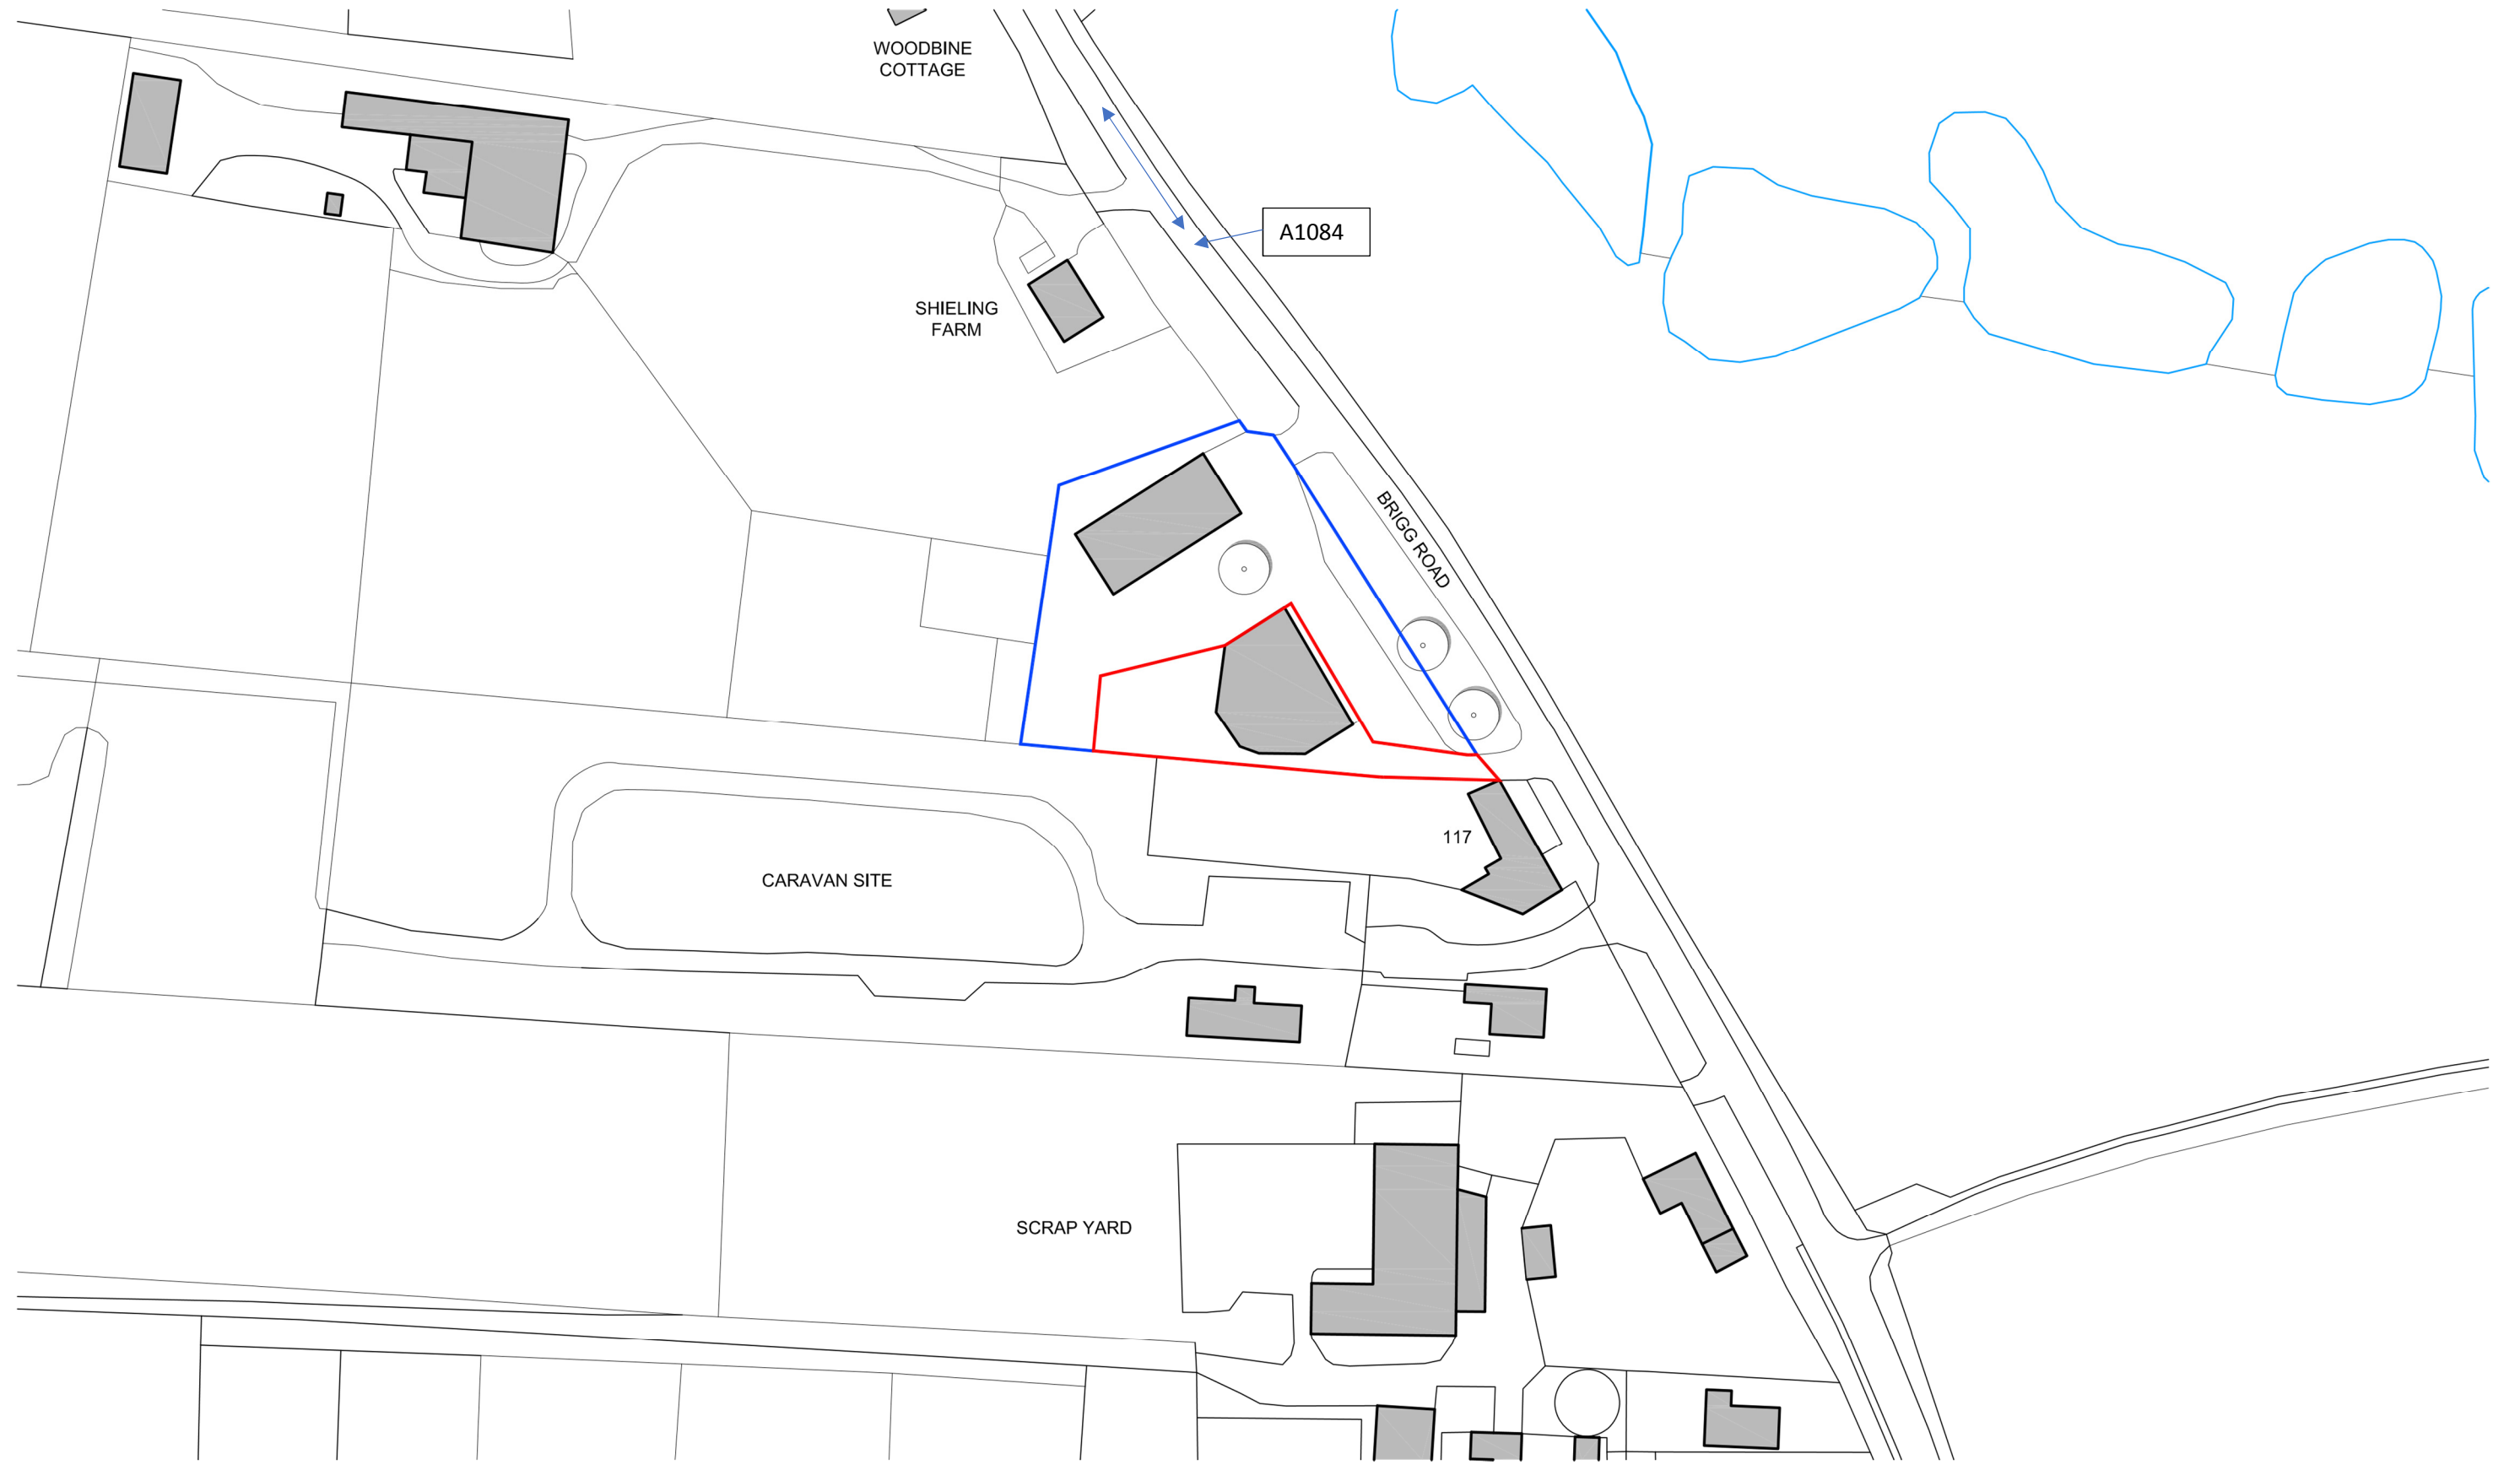 WOODBINE
COTTAGE
A1084
SHIELING
FARM
BRIGG ROAD
117
CARAVAN SITE
SCRAP YARD